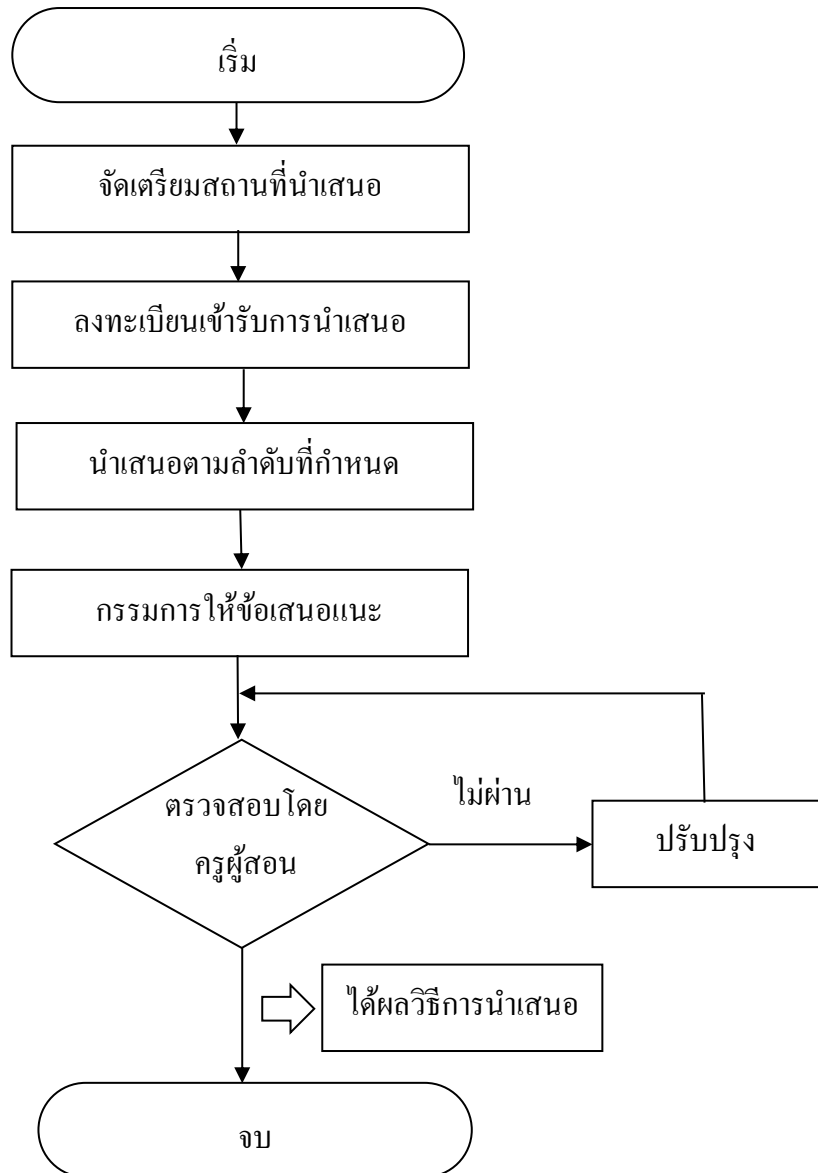 เริ่ม
จัดเตรียมสถานที่นำเสนอ
ลงทะเบียนเข้ารับการนำเสนอ
นำเสนอตามลำดับที่กำหนด
กรรมการให้ข้อเสนอแนะ
ตรวจสอบโดย
ครูผู้สอน
ไม่ผ่าน
ปรับปรุง
ได้ผลวิธีการนำเสนอ
จบ